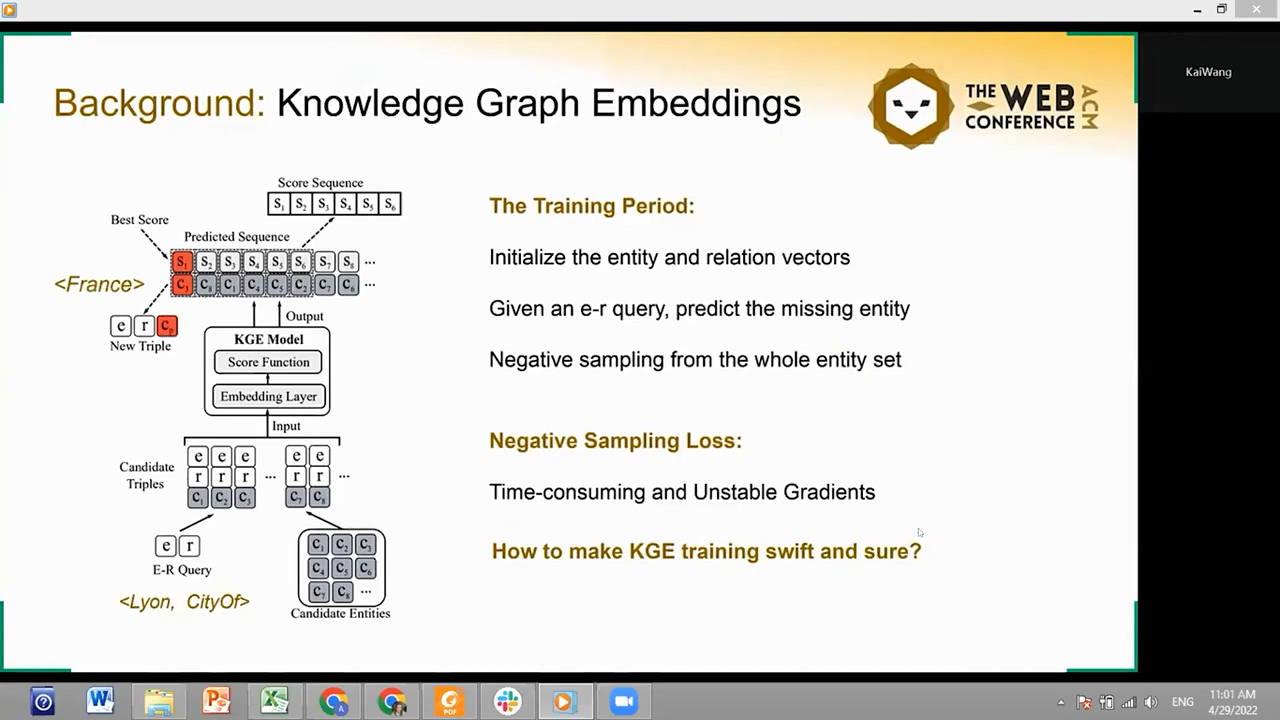 KaiWang
Background: Knowledge Graph Embeddings
THE WEB CONFERENCE
ACM
Score Sequence
S1 S2 S3 S4 S5 S6
Best Score
Predicted Sequence
S1 S2 S3 S4 S5 S6 S7 S8 ...
<France>
C3 C8 C1 C4 C5 C2 C7 C6 ...
Output
e r Cp
New Triple
KGE Model
Score Function
Embedding Layer
Input
Candidate Triples
e e e e e
r r r ... r r ...
C1 C2 C3 C7 C8
e r
E-R Query
<Lyon, CityOf>
C1 C2 C3
C4 C5 C6
C7 C8 ...
Candidate Entities
The Training Period:
Initialize the entity and relation vectors
Given an e-r query, predict the missing entity
Negative sampling from the whole entity set
Negative Sampling Loss:
Time-consuming and Unstable Gradients
How to make KGE training swift and sure?
ENG
11:01 AM
4/29/2022